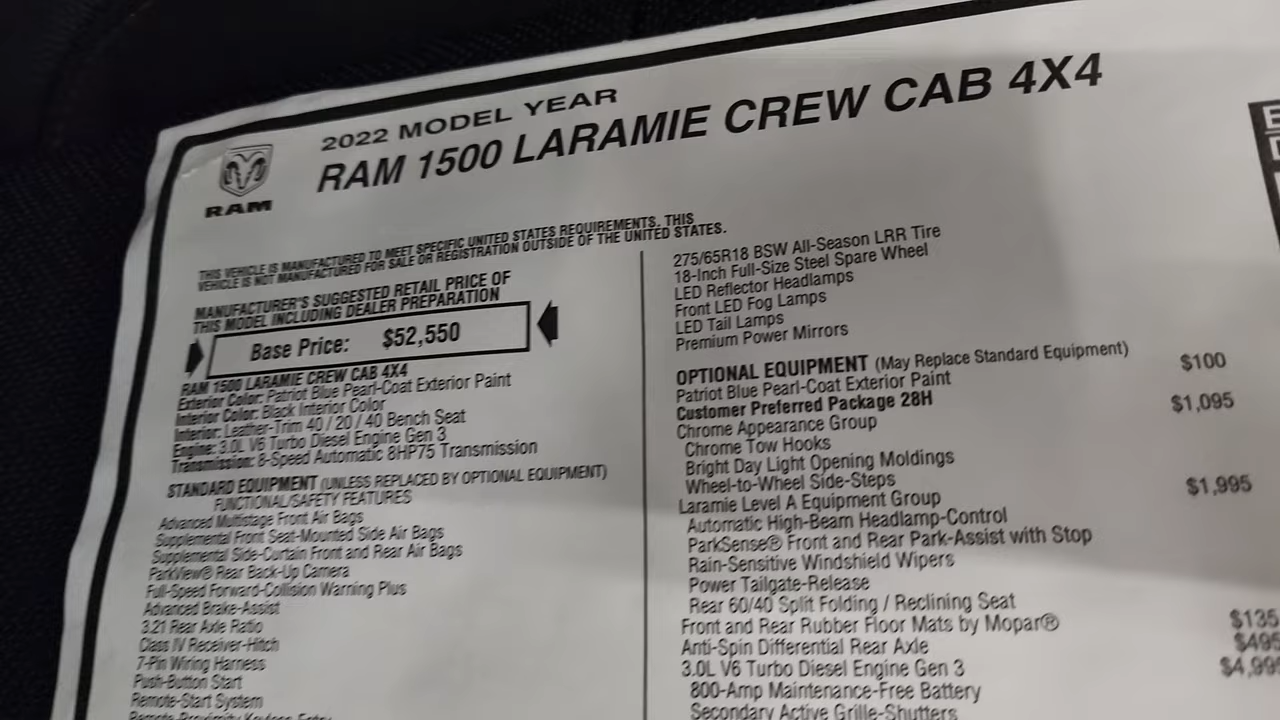 2022 MODEL YEAR
RAM 1500 LARAMIE CREW CAB 4X4
RAM
THIS VEHICLE IS MANUFACTURED TO MEET SPECIFIC UNITED STATES REQUIREMENTS. THIS
VEHICLE IS NOT MANUFACTURED FOR SALE OR REGISTRATION OUTSIDE OF THE UNITED STATES.
MANUFACTURER'S SUGGESTED RETAIL PRICE OF
THIS MODEL INCLUDING DEALER PREPARATION
Base Price: $52,550
RAM 1500 LARAMIE CREW CAB 4X4
Exterior Color: Patriot Blue Pearl-Coat Exterior Paint
Interior Color: Black Interior Color
Interior: Leather-Trim 40 / 20 / 40 Bench Seat
Engine: 3.0L V6 Turbo Diesel Engine Gen 3
Transmission: 8-Speed Automatic 8HP75 Transmission
STANDARD EQUIPMENT (UNLESS REPLACED BY OPTIONAL EQUIPMENT)
FUNCTIONAL/SAFETY FEATURES
Advanced Multistage Front Air Bags
Supplemental Front Seat-Mounted Side Air Bags
Supplemental Side-Curtain Front and Rear Air Bags
ParkView® Rear Back-Up Camera
Full-Speed Forward-Collision Warning Plus
Advanced Brake-Assist
3.21 Rear Axle Ratio
Class IV Receiver-Hitch
7-Pin Wiring Harness
Push-Button Start
Remote-Start System
275/65R18 BSW All-Season LRR Tire
18-Inch Full-Size Steel Spare Wheel
LED Reflector Headlamps
Front LED Fog Lamps
LED Tail Lamps
Premium Power Mirrors
OPTIONAL EQUIPMENT (May Replace Standard Equipment)
Patriot Blue Pearl-Coat Exterior Paint $100
Customer Preferred Package 28H
Chrome Appearance Group $1,095
Chrome Tow Hooks
Bright Day Light Opening Moldings
Wheel-to-Wheel Side-Steps
Laramie Level A Equipment Group $1,995
Automatic High-Beam Headlamp-Control
ParkSense® Front and Rear Park-Assist with Stop
Rain-Sensitive Windshield Wipers
Power Tailgate-Release
Rear 60/40 Split Folding / Reclining Seat
Front and Rear Rubber Floor Mats by Mopar® $135
Anti-Spin Differential Rear Axle $495
3.0L V6 Turbo Diesel Engine Gen 3
800-Amp Maintenance-Free Battery
Secondary Active Grille-Shutters